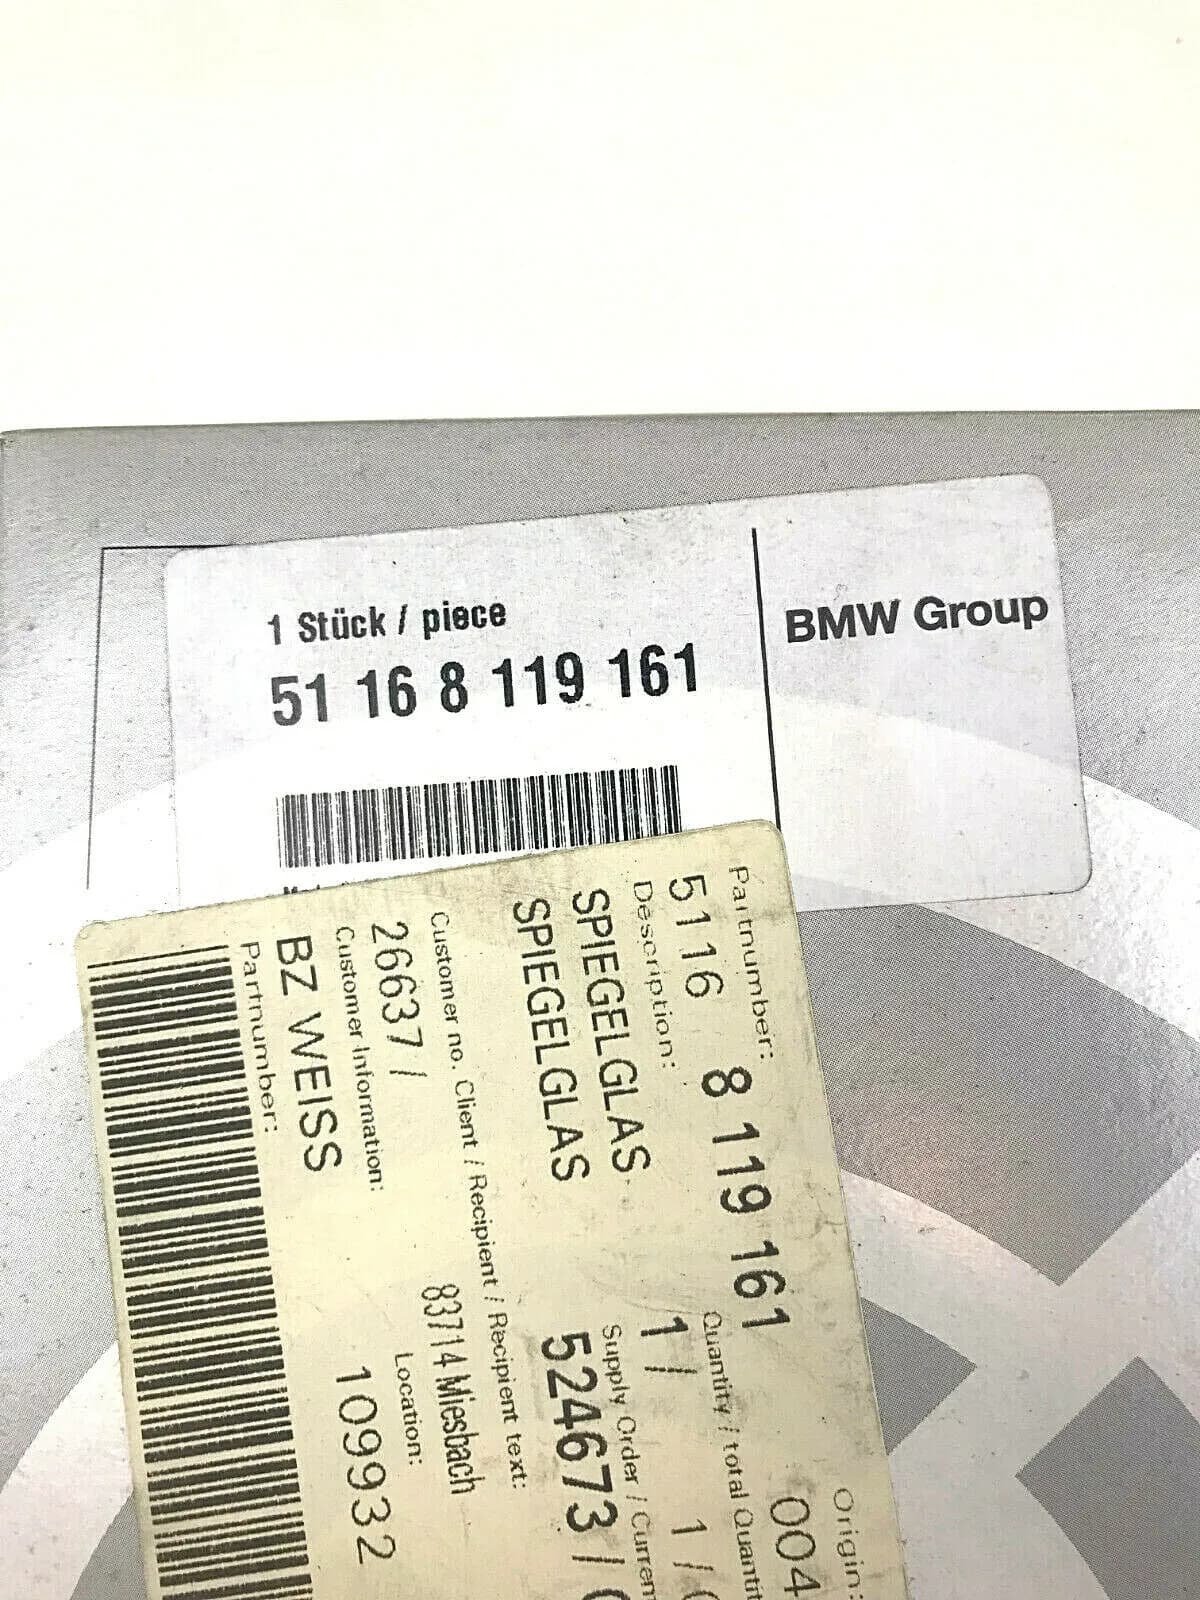 1 Stück / piece
51 16 8 119 161
BMW Group
Partnumber:
5116 8 119 161
Origin:
004
Description:
SPIEGELGLAS
SPIEGELGLAS
Quantity / total Quantit
1 / 1 /
Supply Order / Curren
524673 /
Customer no. Client / Recipient / Recipient text:
26637 /
83714 Miesbach
Customer Information:
BZ WEISS
Location:
109932
Partnumber: